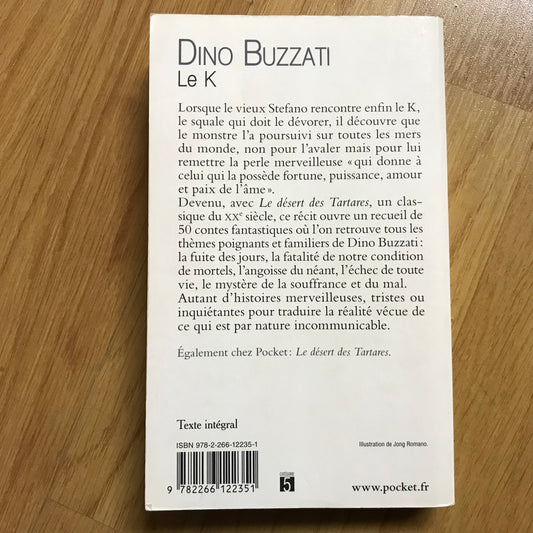 DINO BUZZATI
Le K
Lorsque le vieux Stefano rencontre enfin le K,
le squale qui doit le dévorer, il découvre que
le monstre l’a poursuivi sur toutes les mers
du monde, non pour l’avaler mais pour lui
remettre la perle merveilleuse « qui donne à
celui qui la possède fortune, puissance, amour
et paix de l’âme ».
Devenu, avec Le désert des Tartares, un clas-
sique du XXe siècle, ce récit ouvre un recueil de
50 contes fantastiques où l’on retrouve tous les
thèmes poignants et familiers de Dino Buzzati :
la fuite des jours, la fatalité de notre condition
de mortels, l’angoisse du néant, l’échec de toute
vie, le mystère de la souffrance et du mal.
Autant d’histoires merveilleuses, tristes ou
inquiétantes pour traduire la réalité vécue de
ce qui est par nature incommunicable.
Également chez Pocket : Le désert des Tartares.
Texte intégral
ISBN 978-2-266-12235-1
Illustration de Jong Romano.
9 782266 122351
CATÉGORIE
5
www.pocket.fr